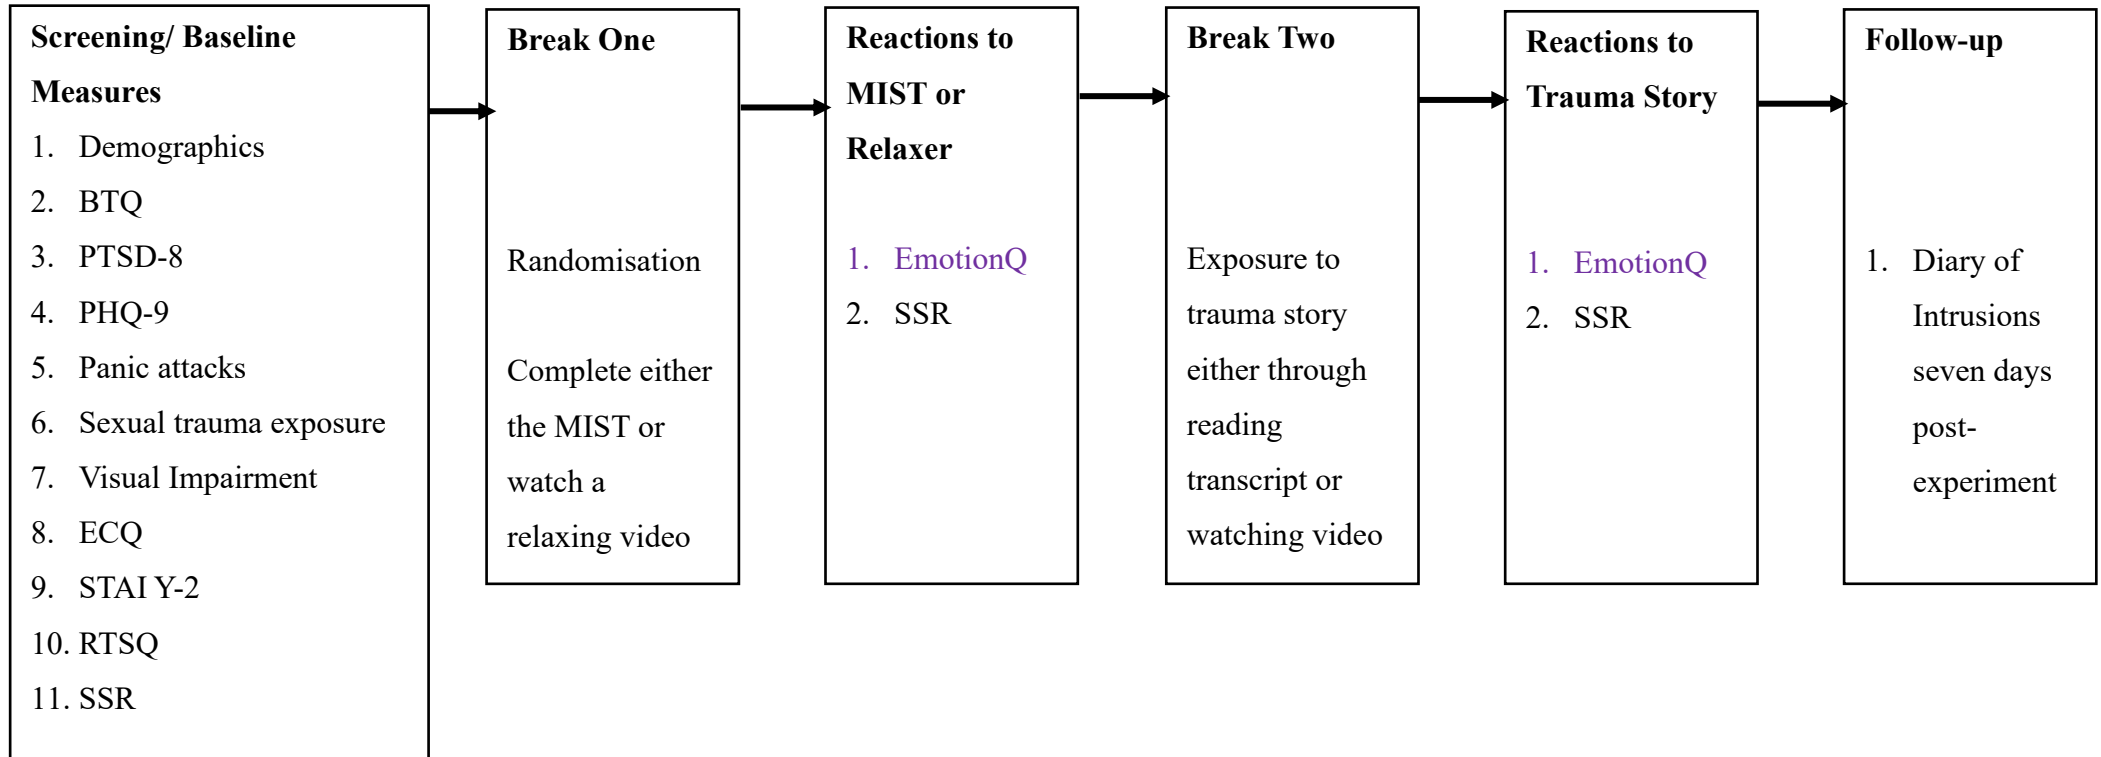 Screening/ Baseline
Measures
1. Demographics
2. BTQ
3. PTSD-8
4. PHQ-9
5. Panic attacks
6. Sexual trauma exposure
7. Visual Impairment
8. ECQ
9. STAI Y-2
10. RTSQ
11. SSR
Break One
Randomisation
Complete either
the MIST or
watch a
relaxing video
Reactions to
MIST or
Relaxer
1. EmotionQ
2. SSR
Break Two
Exposure to
trauma story
either through
reading
transcript or
watching video
Reactions to
Trauma Story
1. EmotionQ
2. SSR
Follow-up
1. Diary of
Intrusions
seven days
post-
experiment